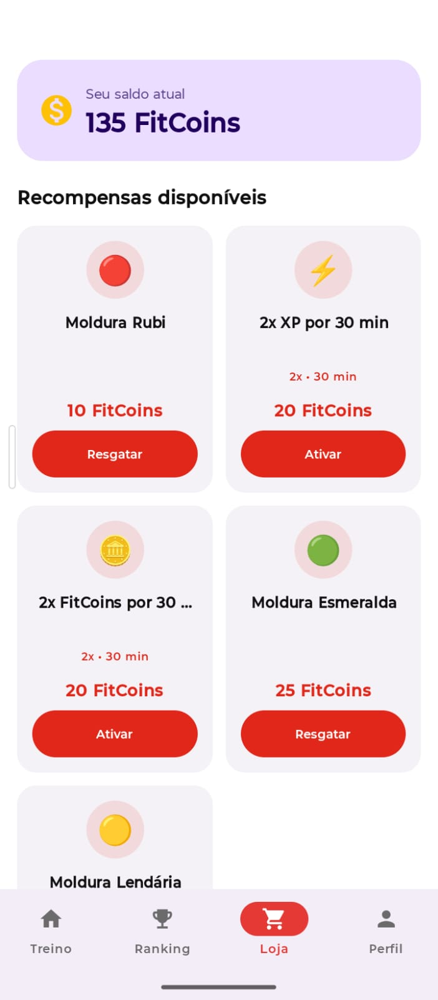 Seu saldo atual
135 FitCoins
Recompensas disponíveis
Moldura Rubi
10 FitCoins
Resgatar
2x XP por 30 min
2x • 30 min
20 FitCoins
Ativar
2x FitCoins por 30 ...
2x • 30 min
20 FitCoins
Ativar
Moldura Esmeralda
25 FitCoins
Resgatar
Moldura Lendária
Treino
Ranking
Loja
Perfil